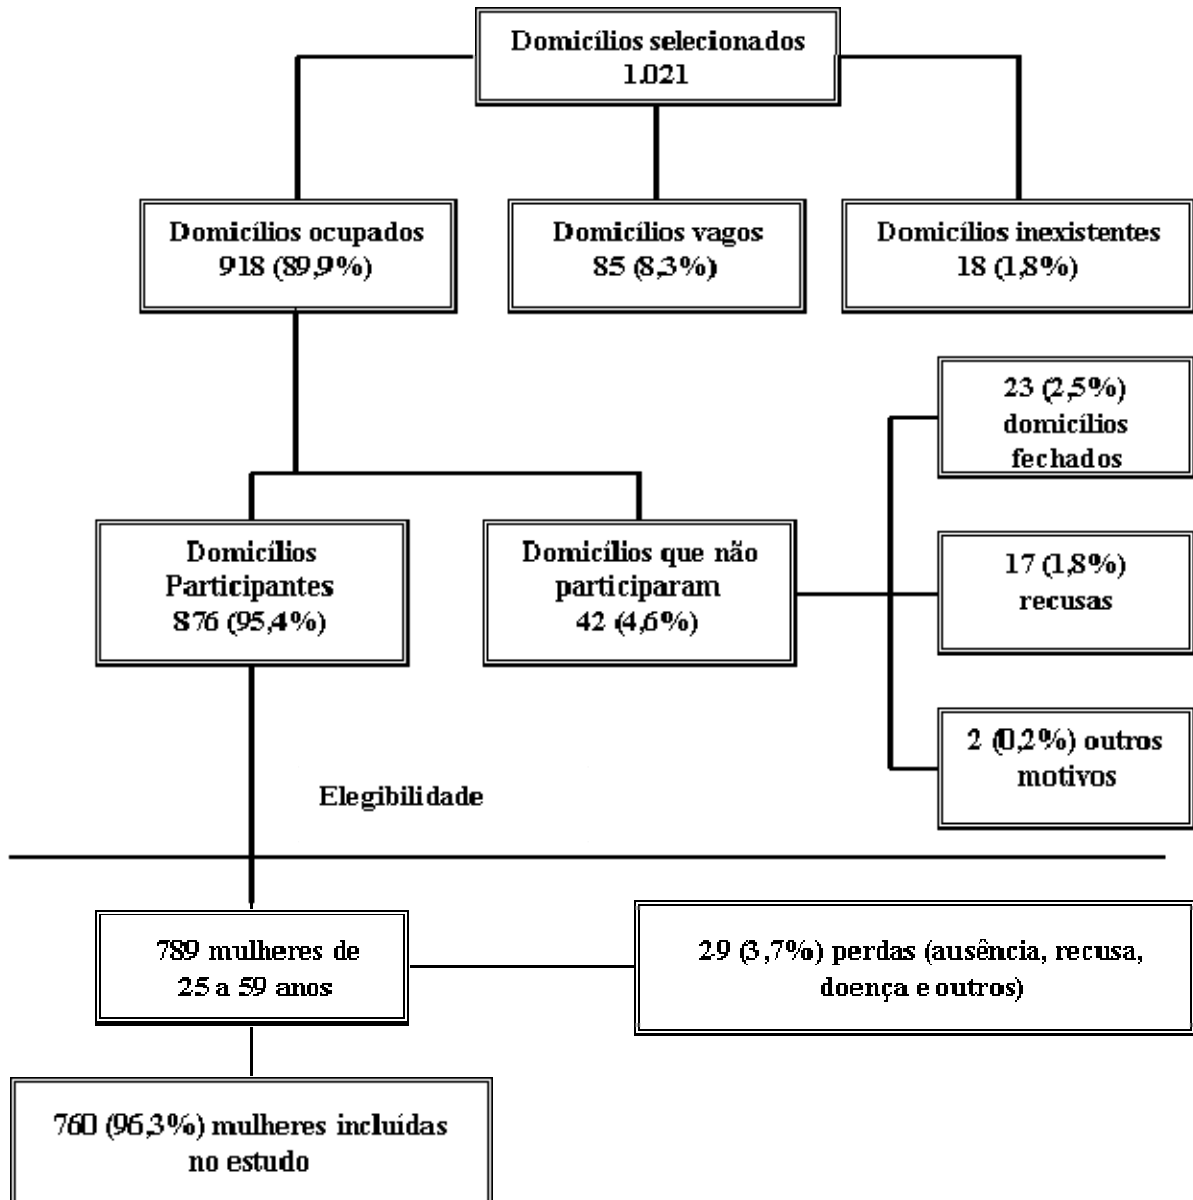 Domicílios selecionados
1.021
Domicílios ocupados
918 (89,9%)
Domicílios vagos
85 (8,3%)
Domicílios inexistentes
18 (1,8%)
23 (2,5%)
domicílios
fechados
Domicílios
Participantes
876 (95,4%)
Domicílios que não
participaram
42 (4,6%)
17 (1,8%)
recusas
2 (0,2%) outros
motivos
Elegibilidade
789 mulheres de
25 a 59 anos
29 (3,7%) perdas (ausência, recusa,
doença e outros)
760 (96,3%) mulheres incluídas
no estudo